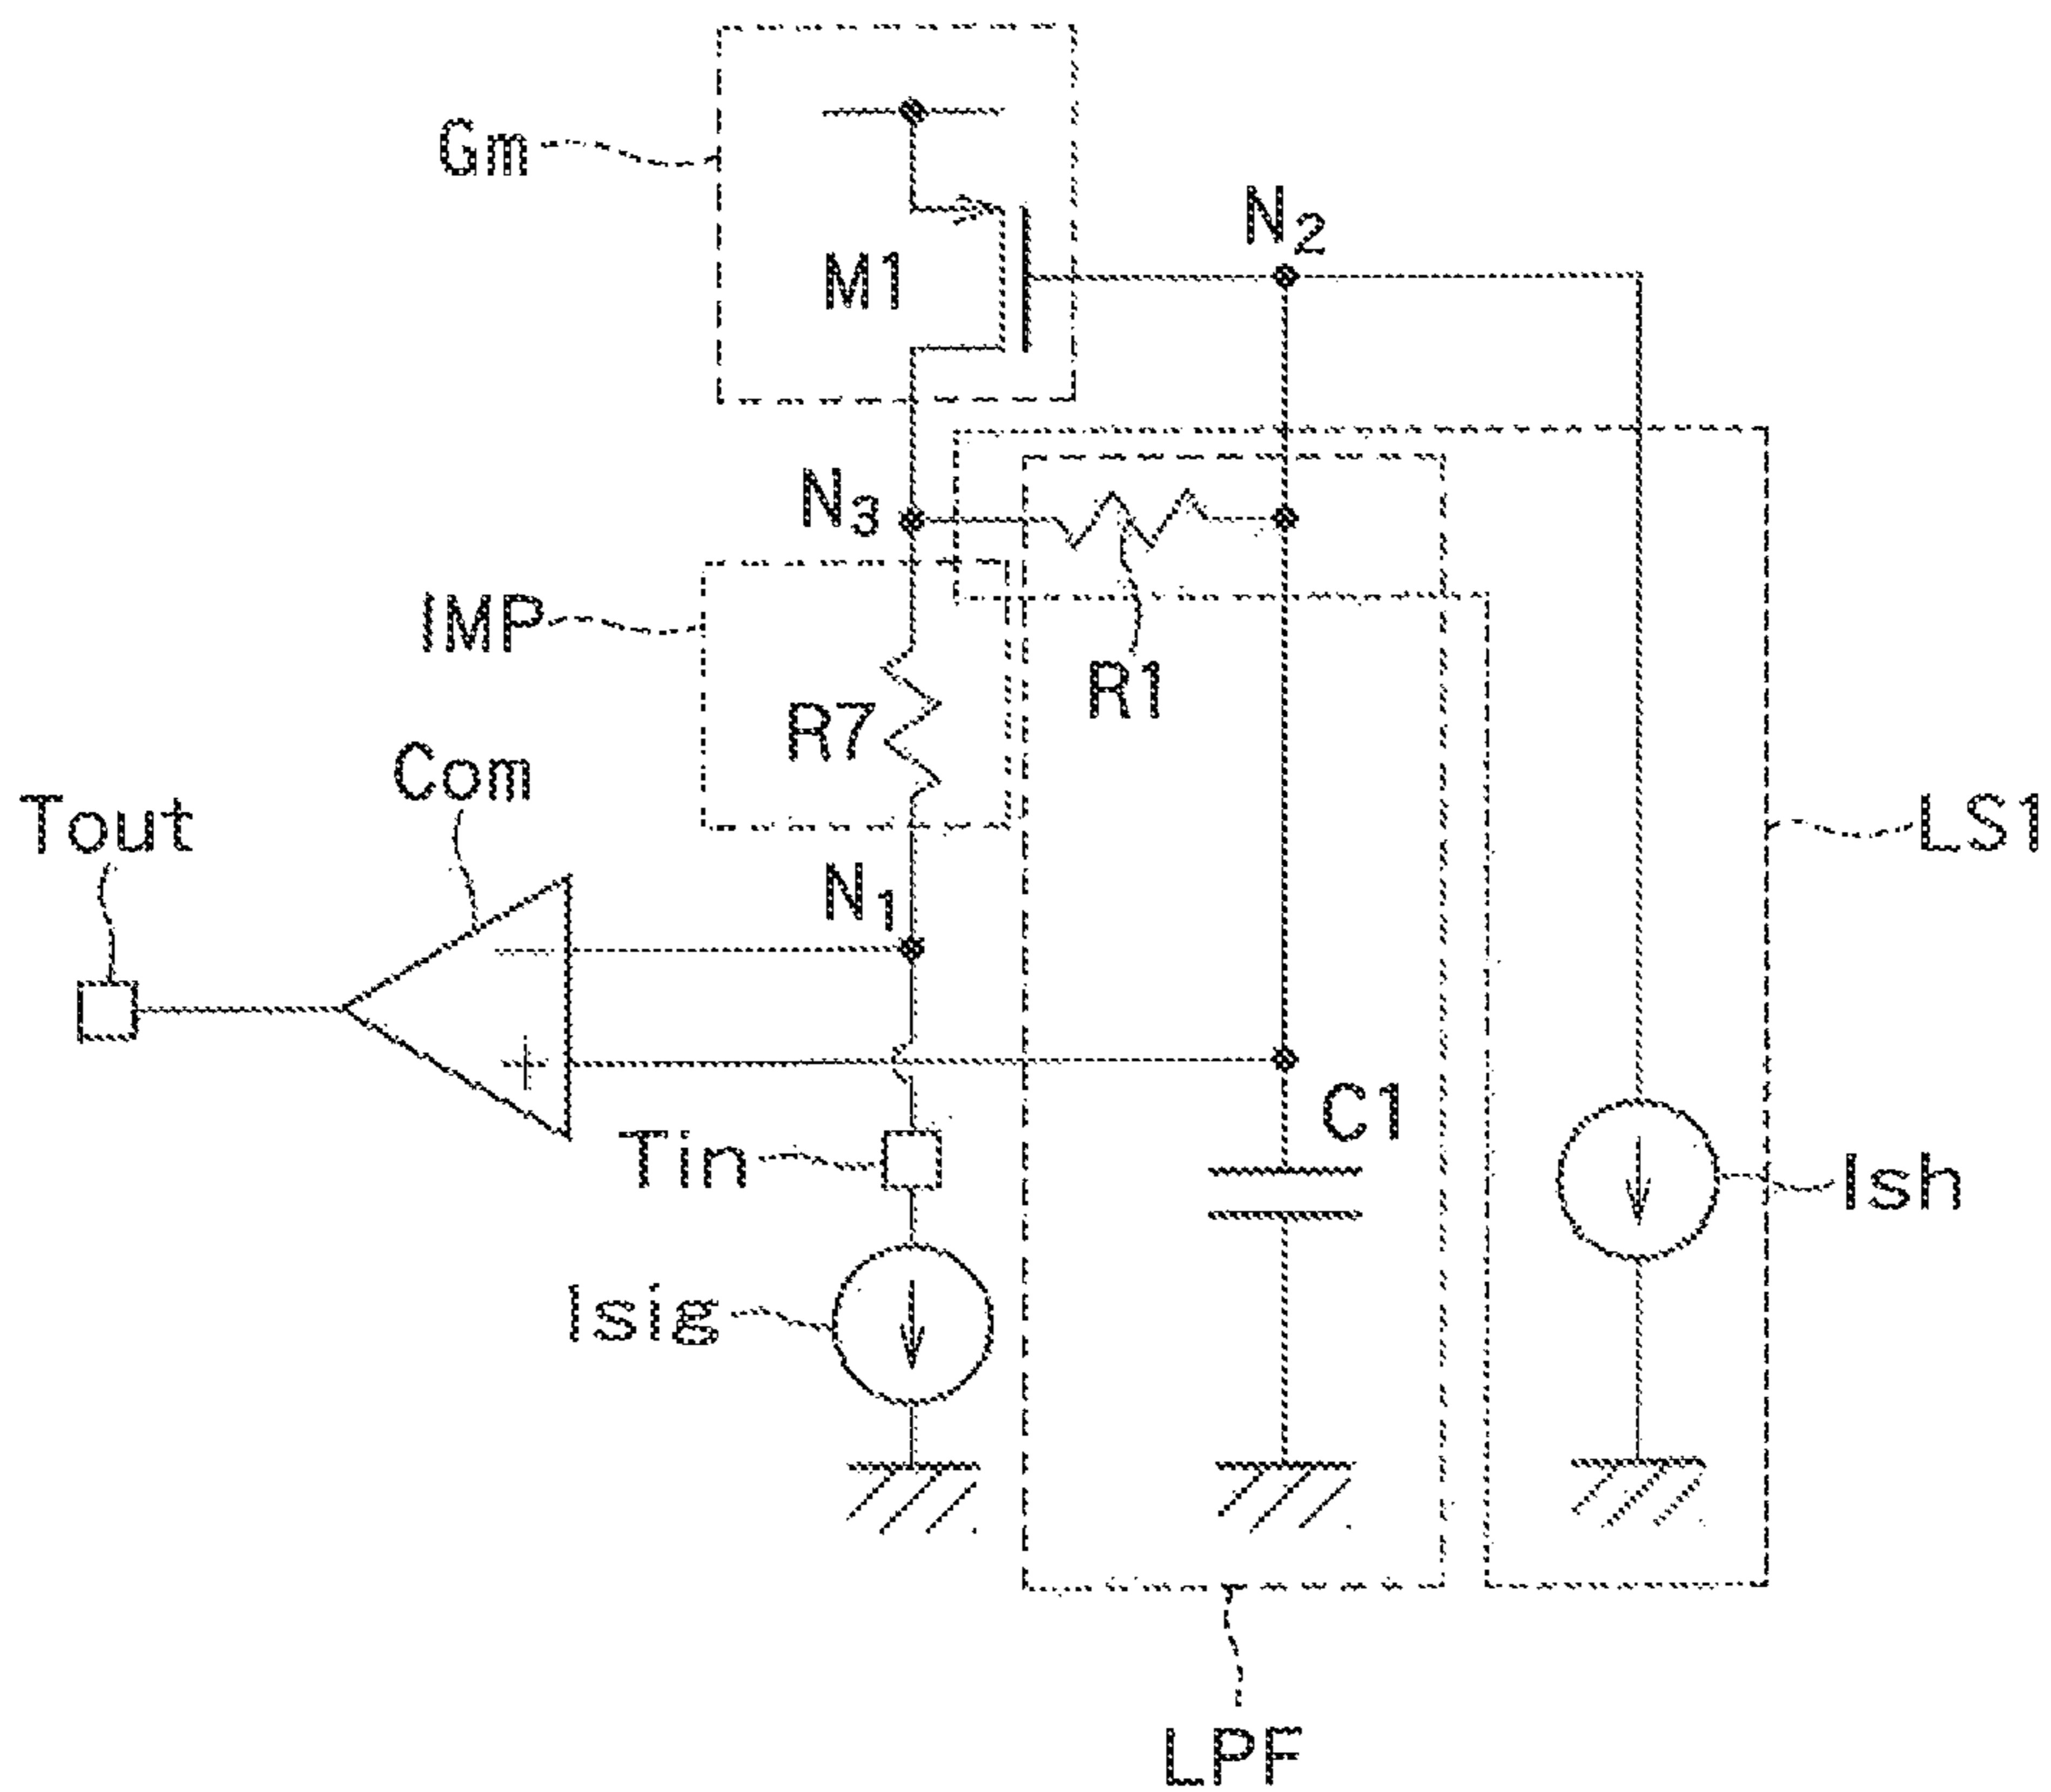 Gm
M1
N2
N3
IMP
R7
R1
Com
Tout
N1
LS1
C1
Tin
Ish
Isig
LPF